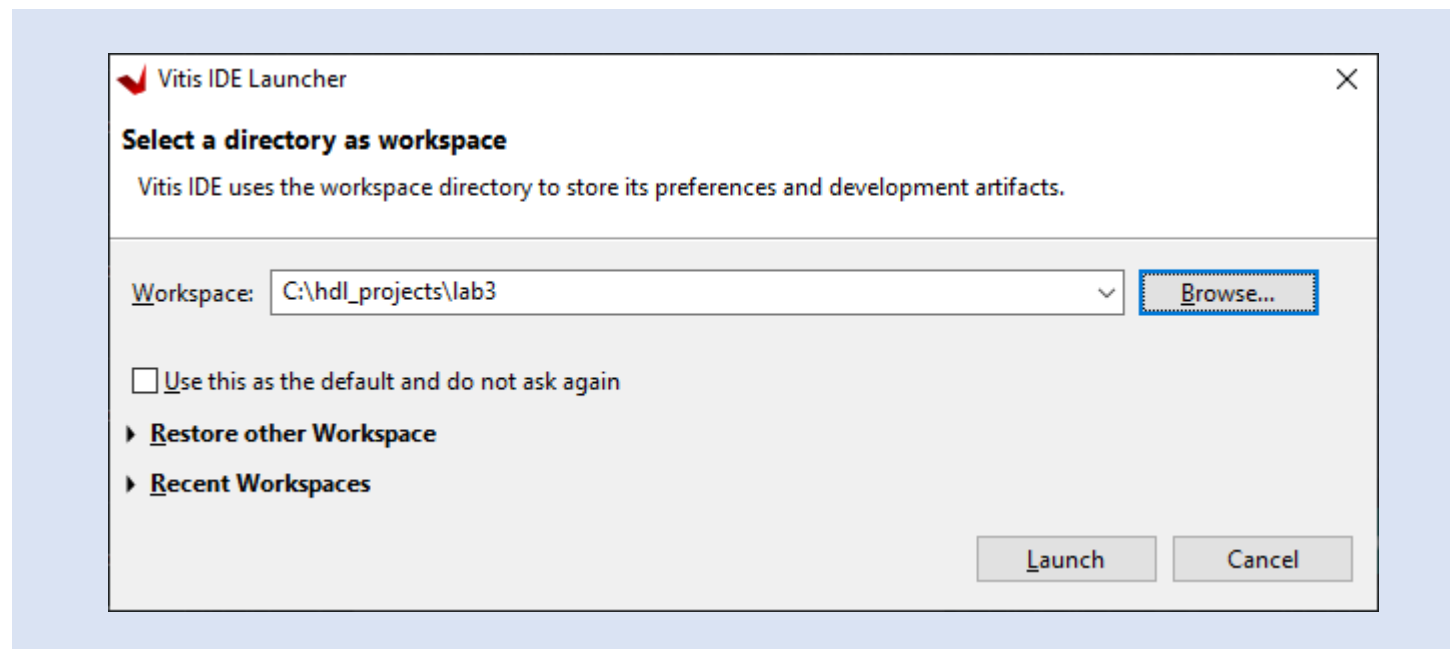 Vitis IDE Launcher
Select a directory as workspace
Vitis IDE uses the workspace directory to store its preferences and development artifacts.
Workspace: C:\hdl_projects\lab3 Browse...
Use this as the default and do not ask again
Restore other Workspace
Recent Workspaces
Launch Cancel